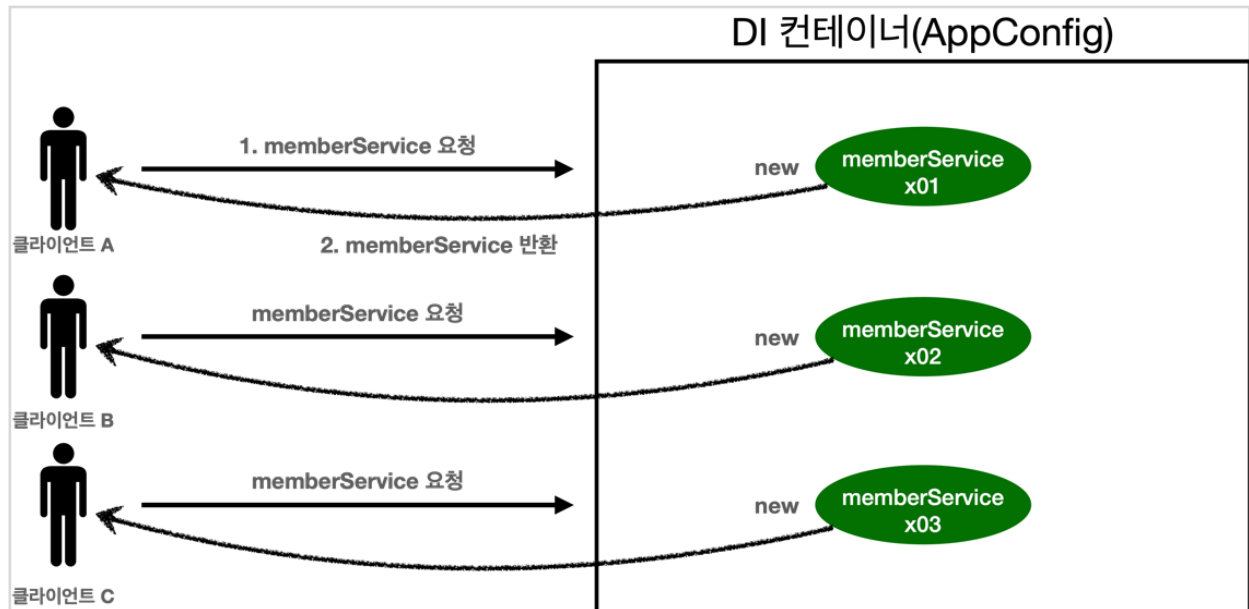 DI 컨테이너(AppConfig)
1. memberService 요청
new
memberService
x01
클라이언트 A
2. memberService 반환
memberService 요청
new
memberService
x02
클라이언트 B
memberService 요청
new
memberService
x03
클라이언트 C